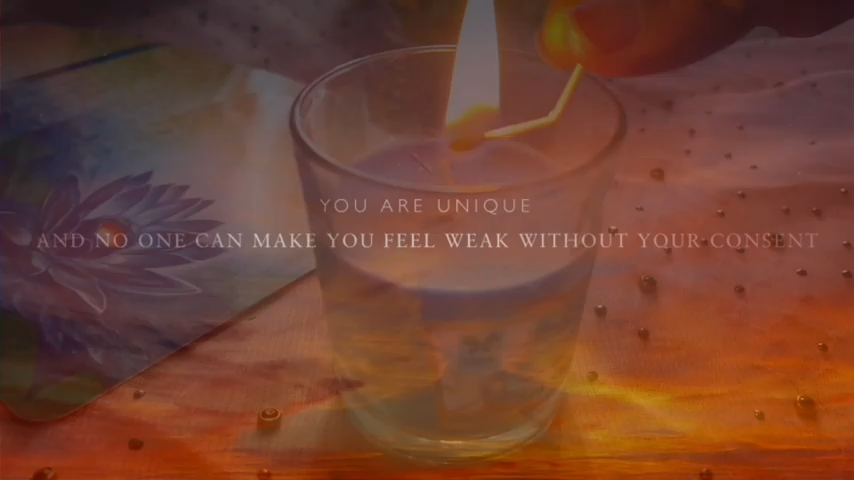 YOU ARE UNIQUE
AND NO ONE CAN MAKE YOU FEEL WEAK WITHOUT YOUR CONSENT